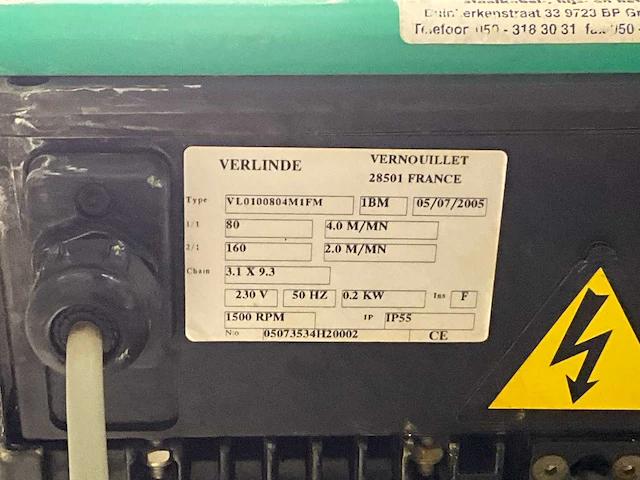 Telefoon 050 - 318 30 31
VERLINDE
VERNOUILLET
28501 FRANCE
Type VL0100804M1FM 1BM 05/07/2005
1/1 80 4.0 M/MN
2/1 160 2.0 M/MN
Chain 3.1 X 9.3
230 V 50 HZ 0.2 KW Ins F
1500 RPM IP IP55
N:o 05073534H20002 CE